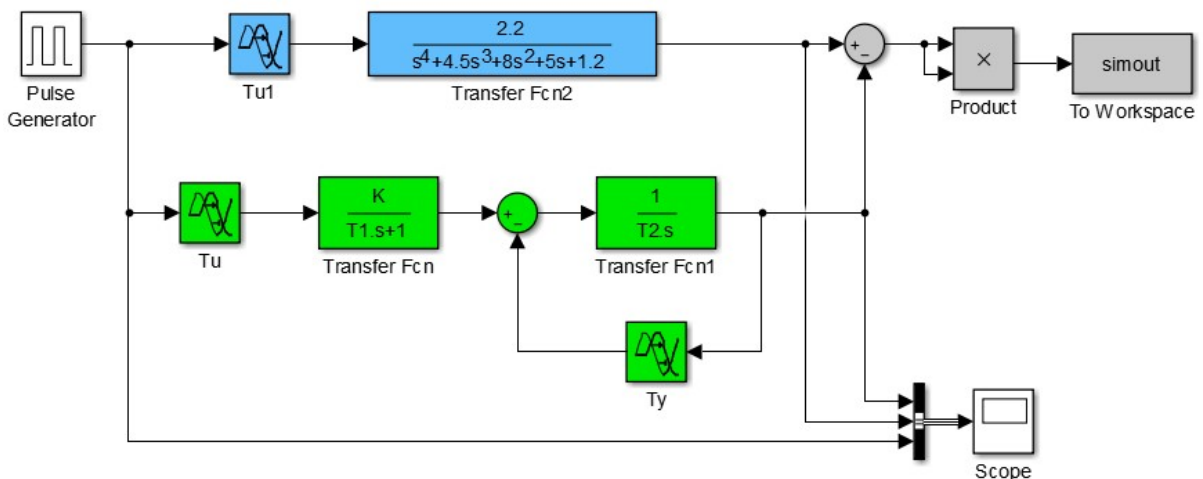 Pulse
Generator
Tu1
2.2
s⁴+4.5s³+8s²+5s+1.2
Transfer Fcn2
+
−
×
Product
simout
To Workspace
Tu
K
T1.s+1
Transfer Fcn
+
−
1
T2.s
Transfer Fcn1
Ty
Scope